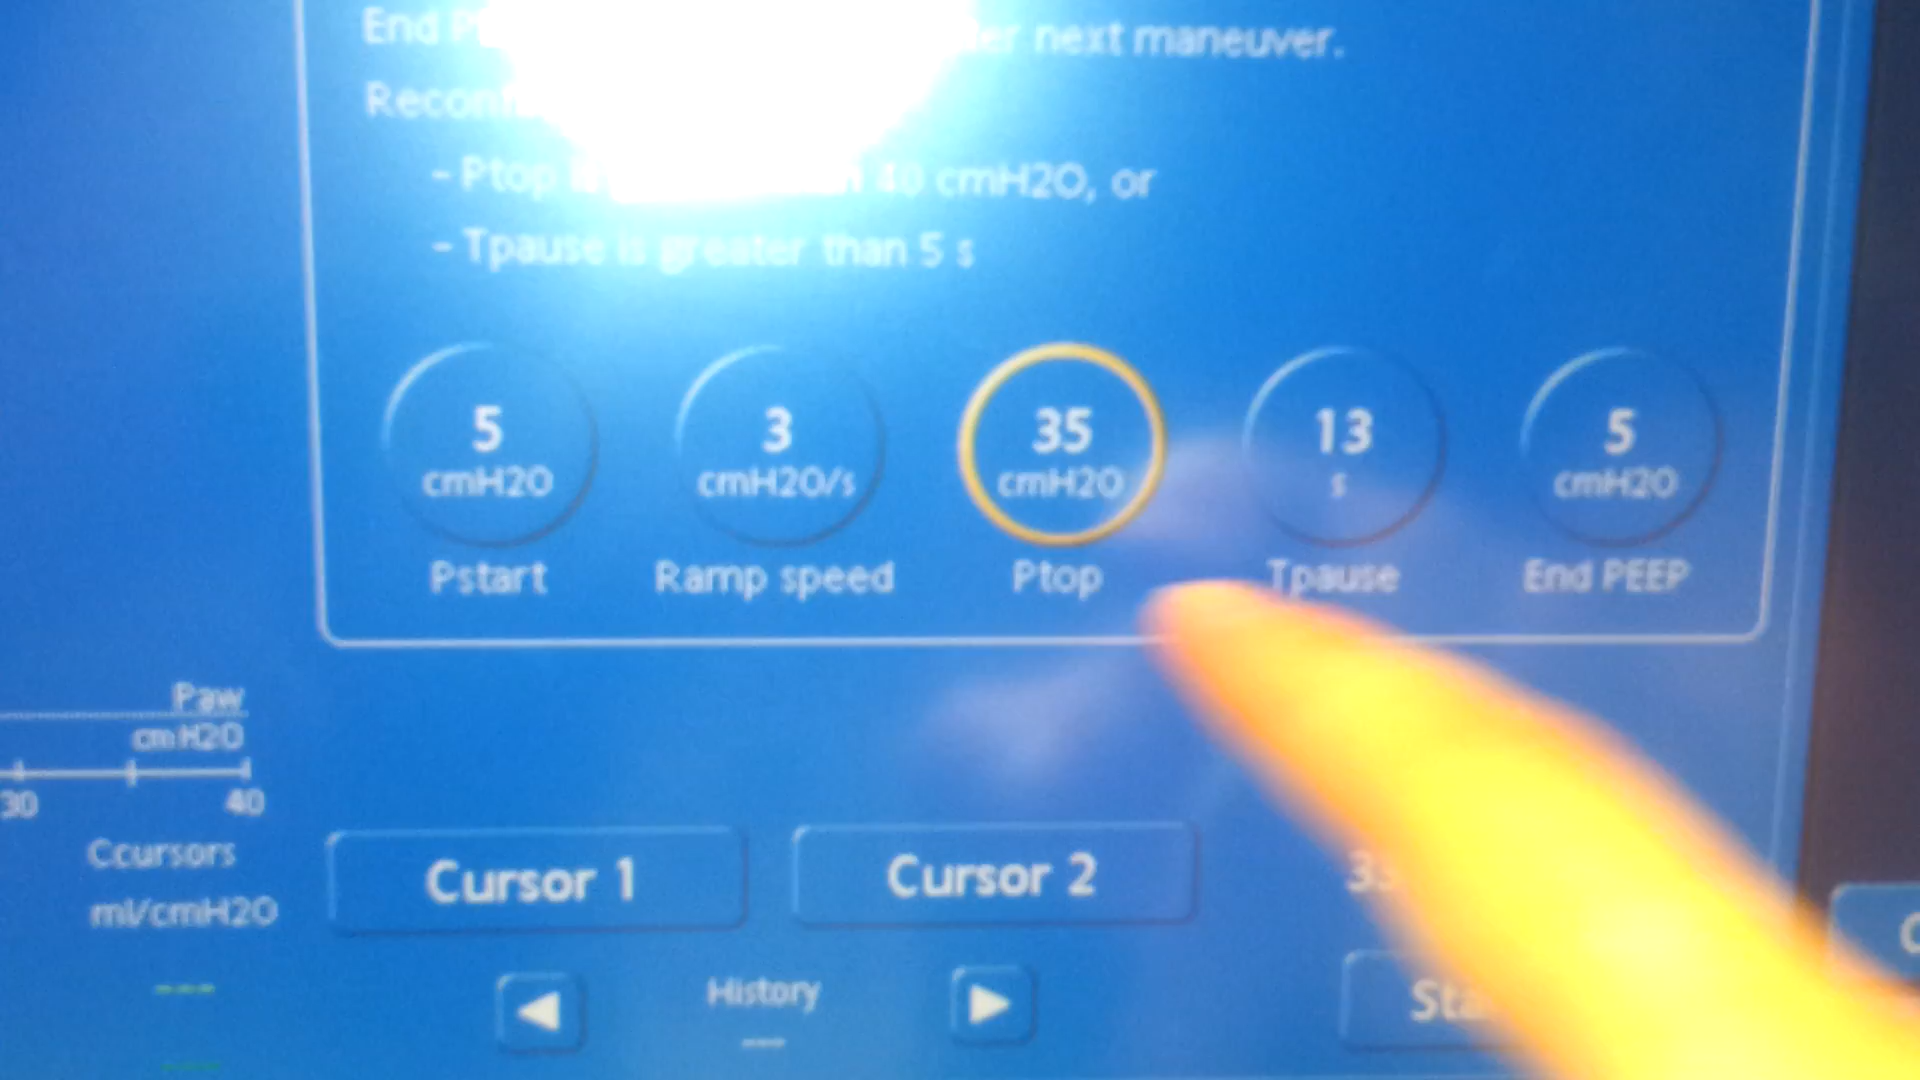 End next maneuver.
- Ptop 40 cmH2O, or
- Tpause is greater than 5 s
5 3 35 13 5
cmH2O cmH2O/s cmH2O s cmH2O
Pstart Ramp speed Ptop Tpause End PEEP
Paw
cmH2O
30 40
Ccursors
ml/cmH2O
---
Cursor 1 Cursor 2
History
---